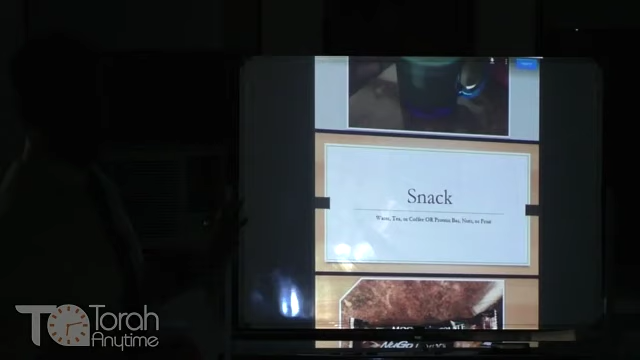 Snack
Water, Tea, or Coffee OR Protein Bar, Nuts, or Fruit
NuGo
Torah
Anytime